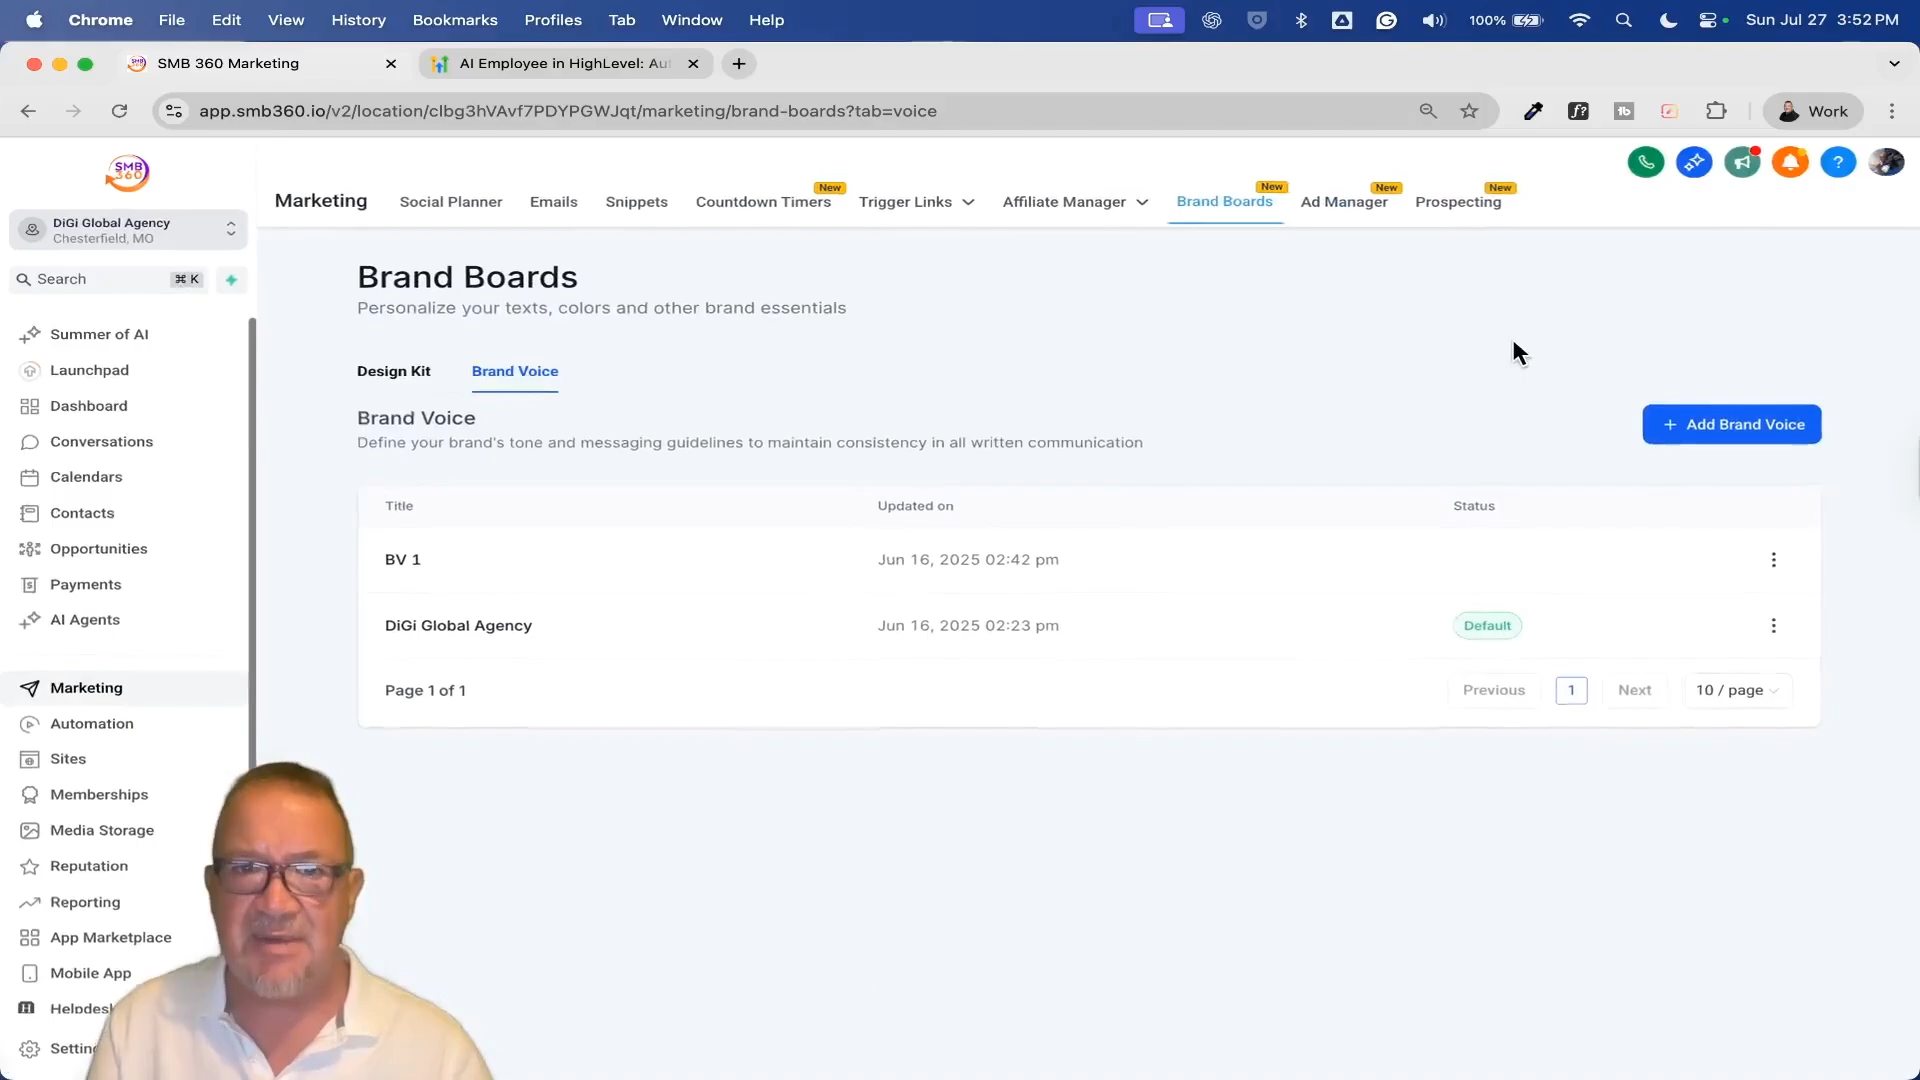 Chrome File Edit View History Bookmarks Profiles Tab Window Help 100% Sun Jul 27 3:52 PM
SMB 360 Marketing AI Employee in HighLevel: Au
app.smb360.io/v2/location/clbg3hVAvf7PDYPGWJqt/marketing/brand-boards?tab=voice Work
SMB
360
DiGi Global Agency
Chesterfield, MO
Search ⌘ K
Summer of AI
Launchpad
Dashboard
Conversations
Calendars
Contacts
Opportunities
Payments
AI Agents
Marketing
Automation
Sites
Memberships
Media Storage
Reputation
Reporting
App Marketplace
Mobile App
Helpdesk
Settin
New New New New
Marketing Social Planner Emails Snippets Countdown Timers Trigger Links Affiliate Manager Brand Boards Ad Manager Prospecting
Brand Boards
Personalize your texts, colors and other brand essentials
Design Kit Brand Voice
Brand Voice
Define your brand's tone and messaging guidelines to maintain consistency in all written communication
+ Add Brand Voice
Title Updated on Status
BV 1 Jun 16, 2025 02:42 pm
DiGi Global Agency Jun 16, 2025 02:23 pm Default
Page 1 of 1 Previous 1 Next 10 / page